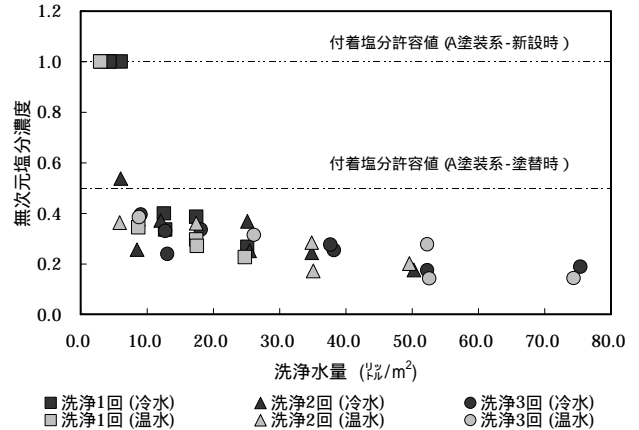 1.2
1.0
0.8
0.6
0.4
0.2
0.0
無次元塩分濃度
付着塩分許容値 (A塗装系-新設時)
付着塩分許容値 (A塗装系-塗替時)
0.0 10.0 20.0 30.0 40.0 50.0 60.0 70.0 80.0
洗浄水量 (リットル/m²)
洗浄1回 (冷水) 洗浄2回 (冷水) 洗浄3回 (冷水)
洗浄1回 (温水) 洗浄2回 (温水) 洗浄3回 (温水)